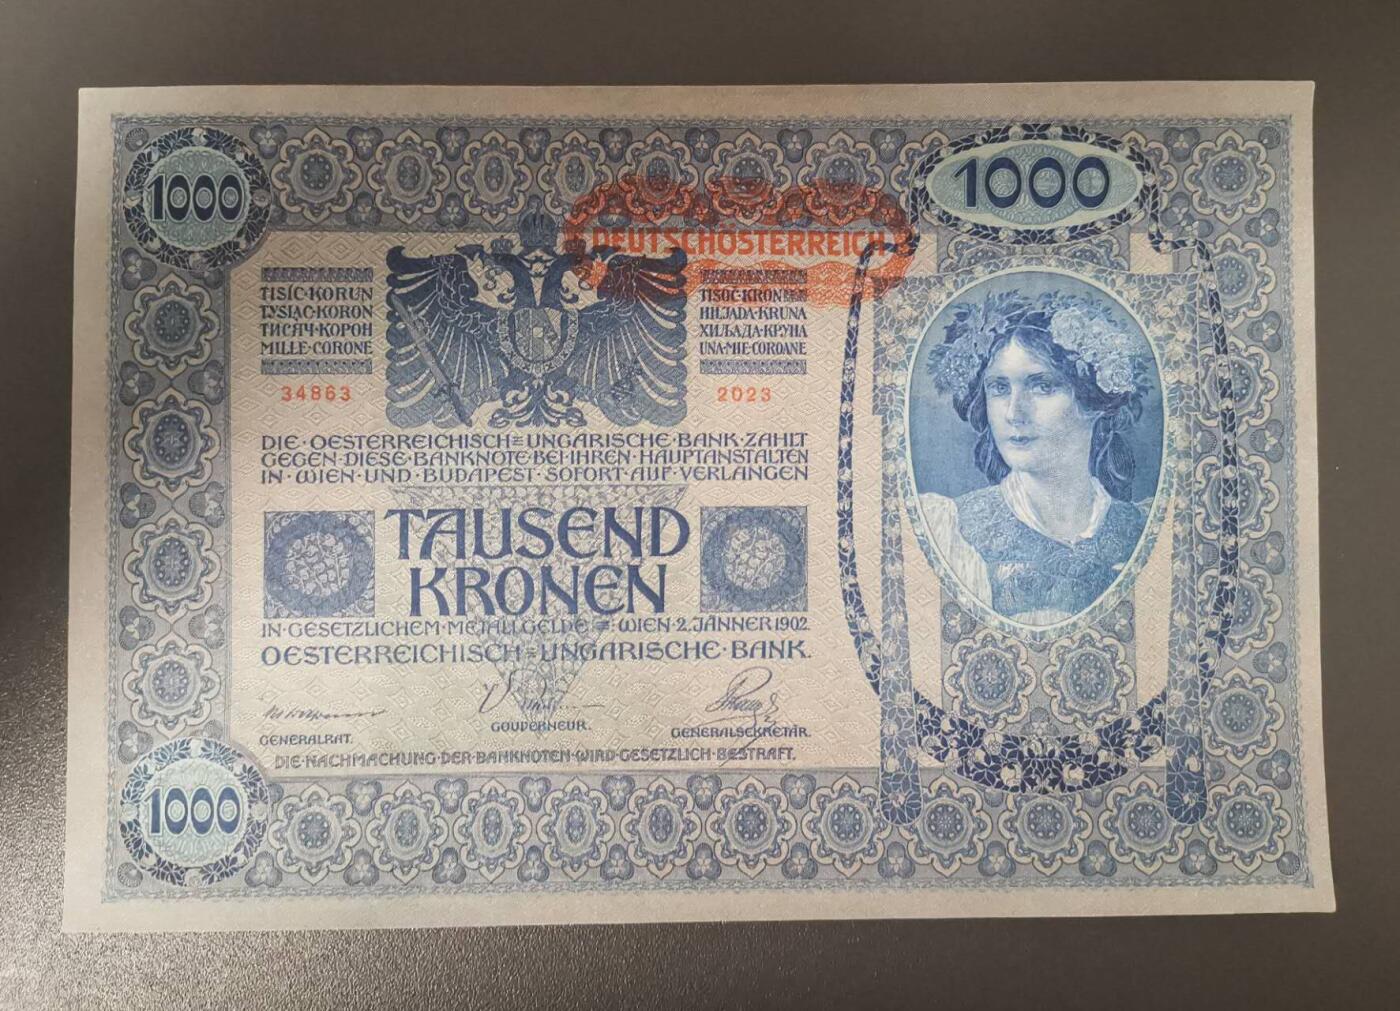 1000
1000
DEUTSCHÖSTERREICH
TISÍC·KORUN
TYSIĄC·KORON
ТИСЯЧ·КОРОН
MILLE·CORONE
TISOČ·KRON
HILJADA·KRUNA
ХИЉАДА·КРУНА
UNA·MIE·COROANE
34863
2023
DIE·OESTERREICHISCH=UNGARISCHE·BANK·ZAHLT
GEGEN·DIESE·BANKNOTE·BEI·IHREN·HAUPTANSTALTEN
IN·WIEN·UND·BUDAPEST·SOFORT·AUF·VERLANGEN
TAUSEND
KRONEN
IN·GESETZLICHEM·METALLGELDE=WIEN·2.JÄNNER 1902.
OESTERREICHISCH=UNGARISCHE·BANK.
GENERALRAT.
GOUVERNEUR.
GENERALSEKRETÄR.
DIE·NACHMACHUNG·DER·BANKNOTEN·WIRD·GESETZLICH·BESTRAFT.
1000